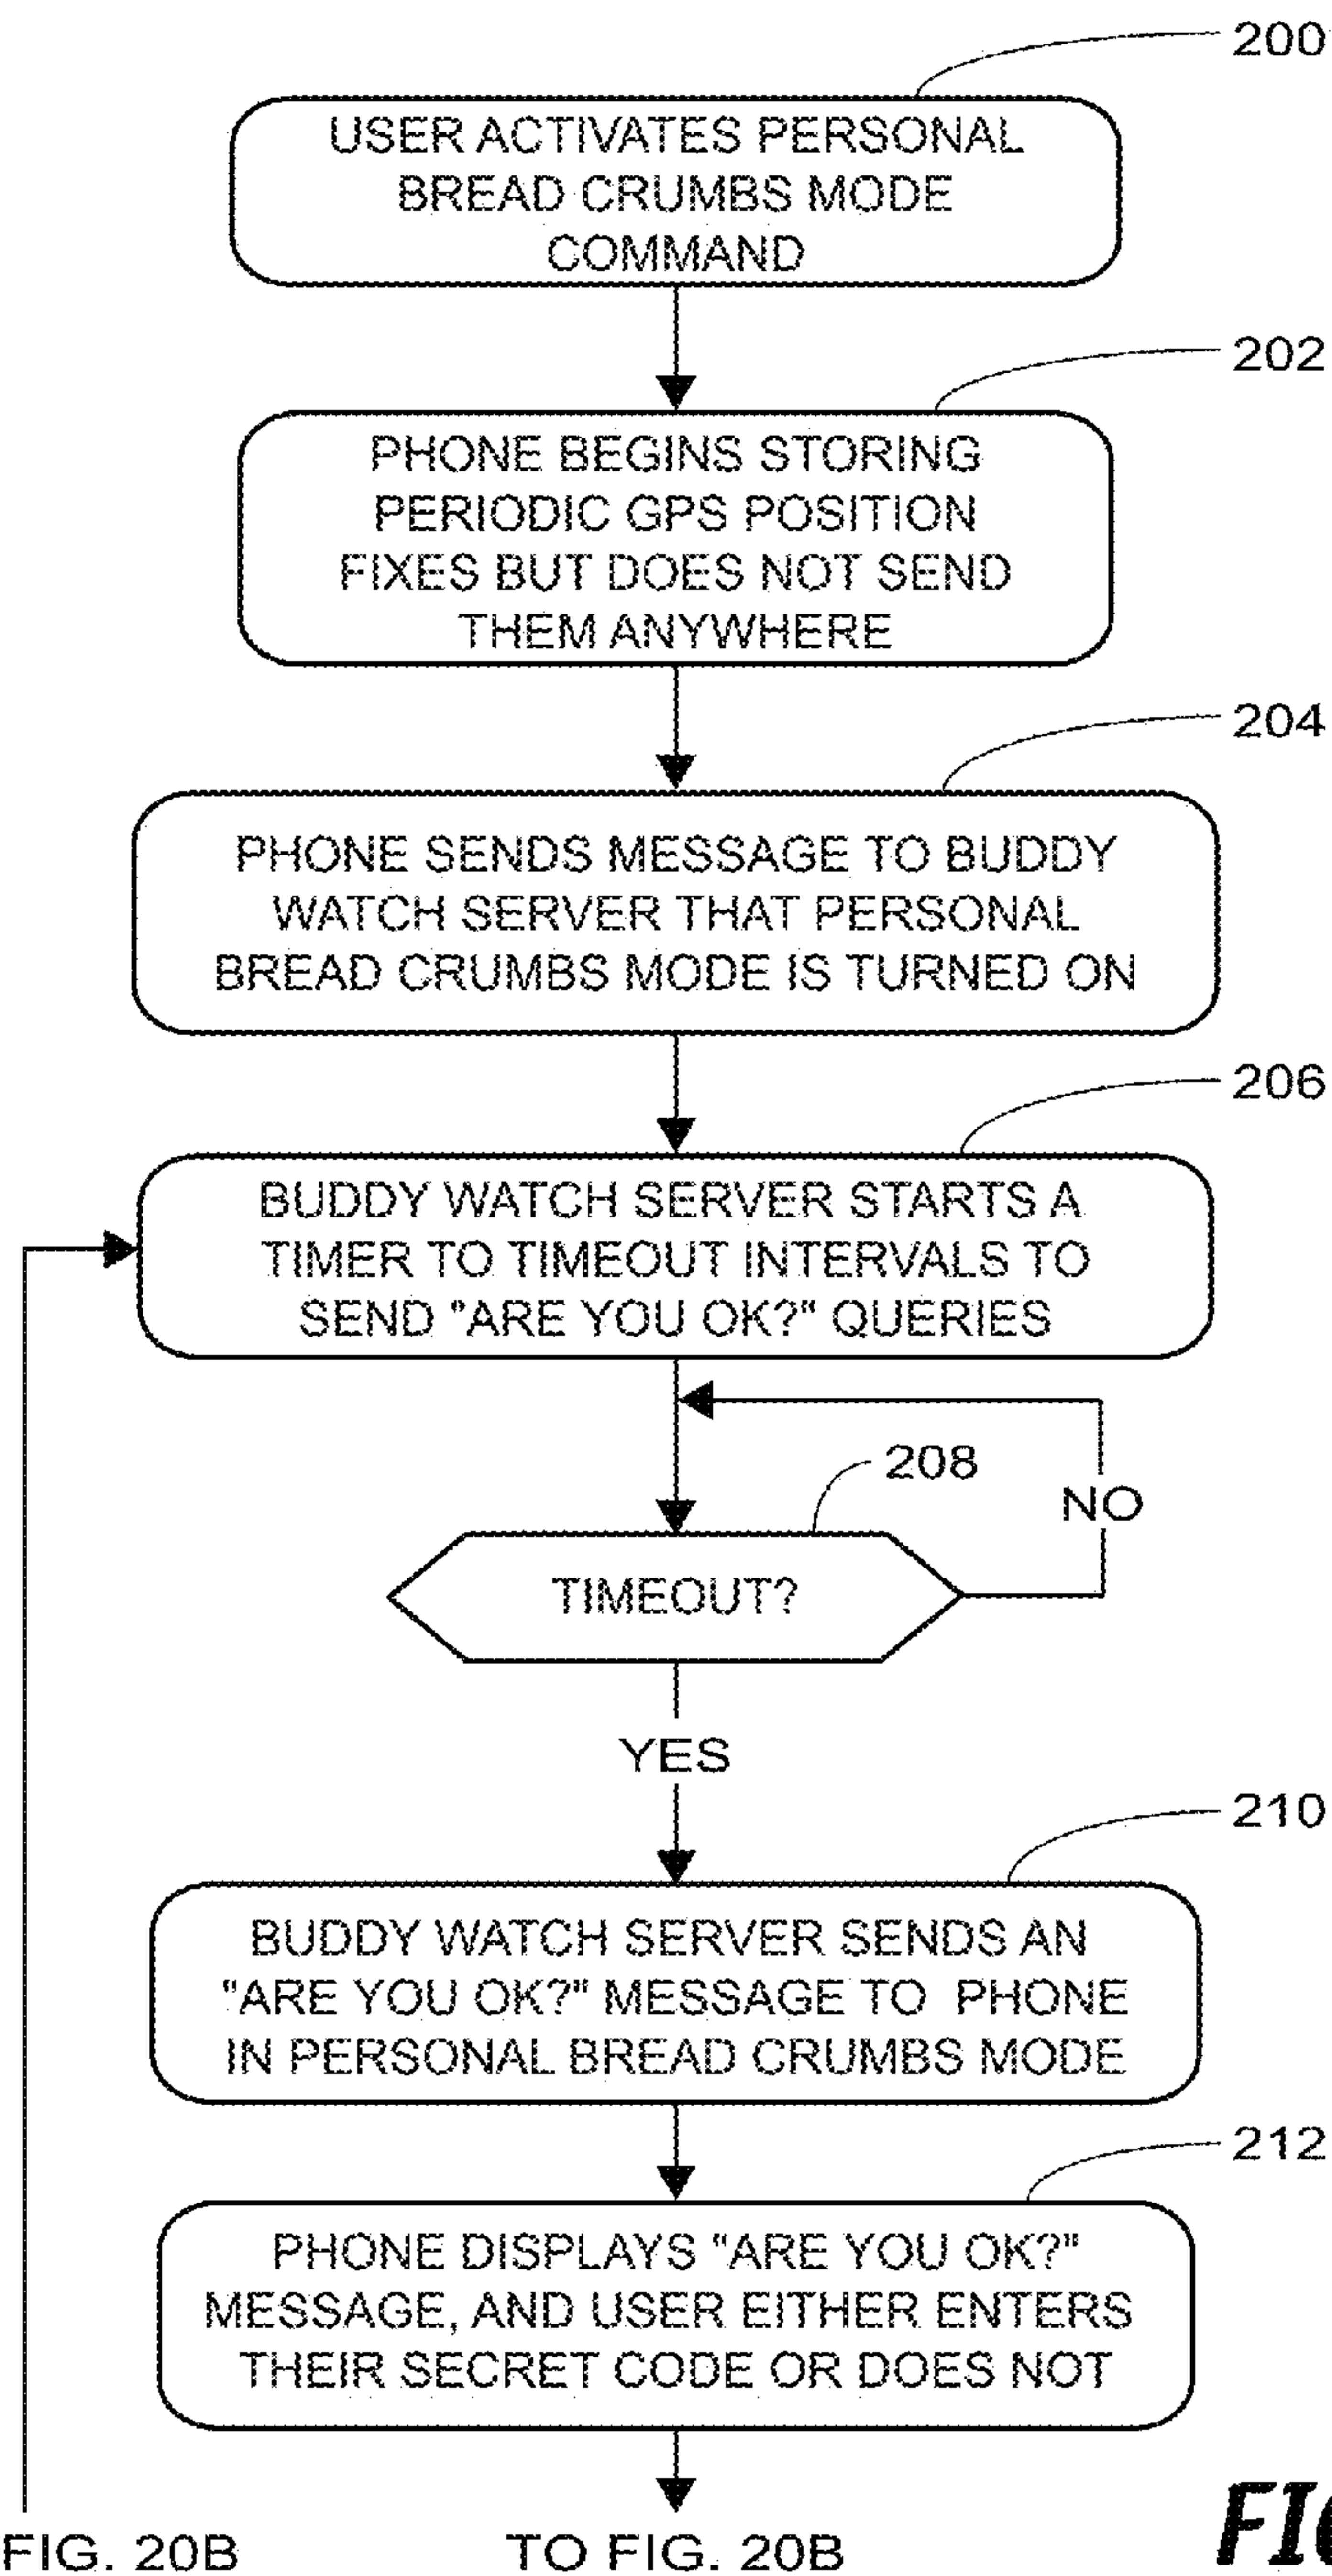 200
USER ACTIVATES PERSONAL
BREAD CRUMBS MODE
COMMAND
202
PHONE BEGINS STORING
PERIODIC GPS POSITION
FIXES BUT DOES NOT SEND
THEM ANYWHERE
204
PHONE SENDS MESSAGE TO BUDDY
WATCH SERVER THAT PERSONAL
BREAD CRUMBS MODE IS TURNED ON
206
BUDDY WATCH SERVER STARTS A
TIMER TO TIMEOUT INTERVALS TO
SEND "ARE YOU OK?" QUERIES
208
NO
TIMEOUT?
YES
210
BUDDY WATCH SERVER SENDS AN
"ARE YOU OK?" MESSAGE TO PHONE
IN PERSONAL BREAD CRUMBS MODE
212
PHONE DISPLAYS "ARE YOU OK?"
MESSAGE, AND USER EITHER ENTERS
THEIR SECRET CODE OR DOES NOT
FIG. 20B
TO FIG. 20B